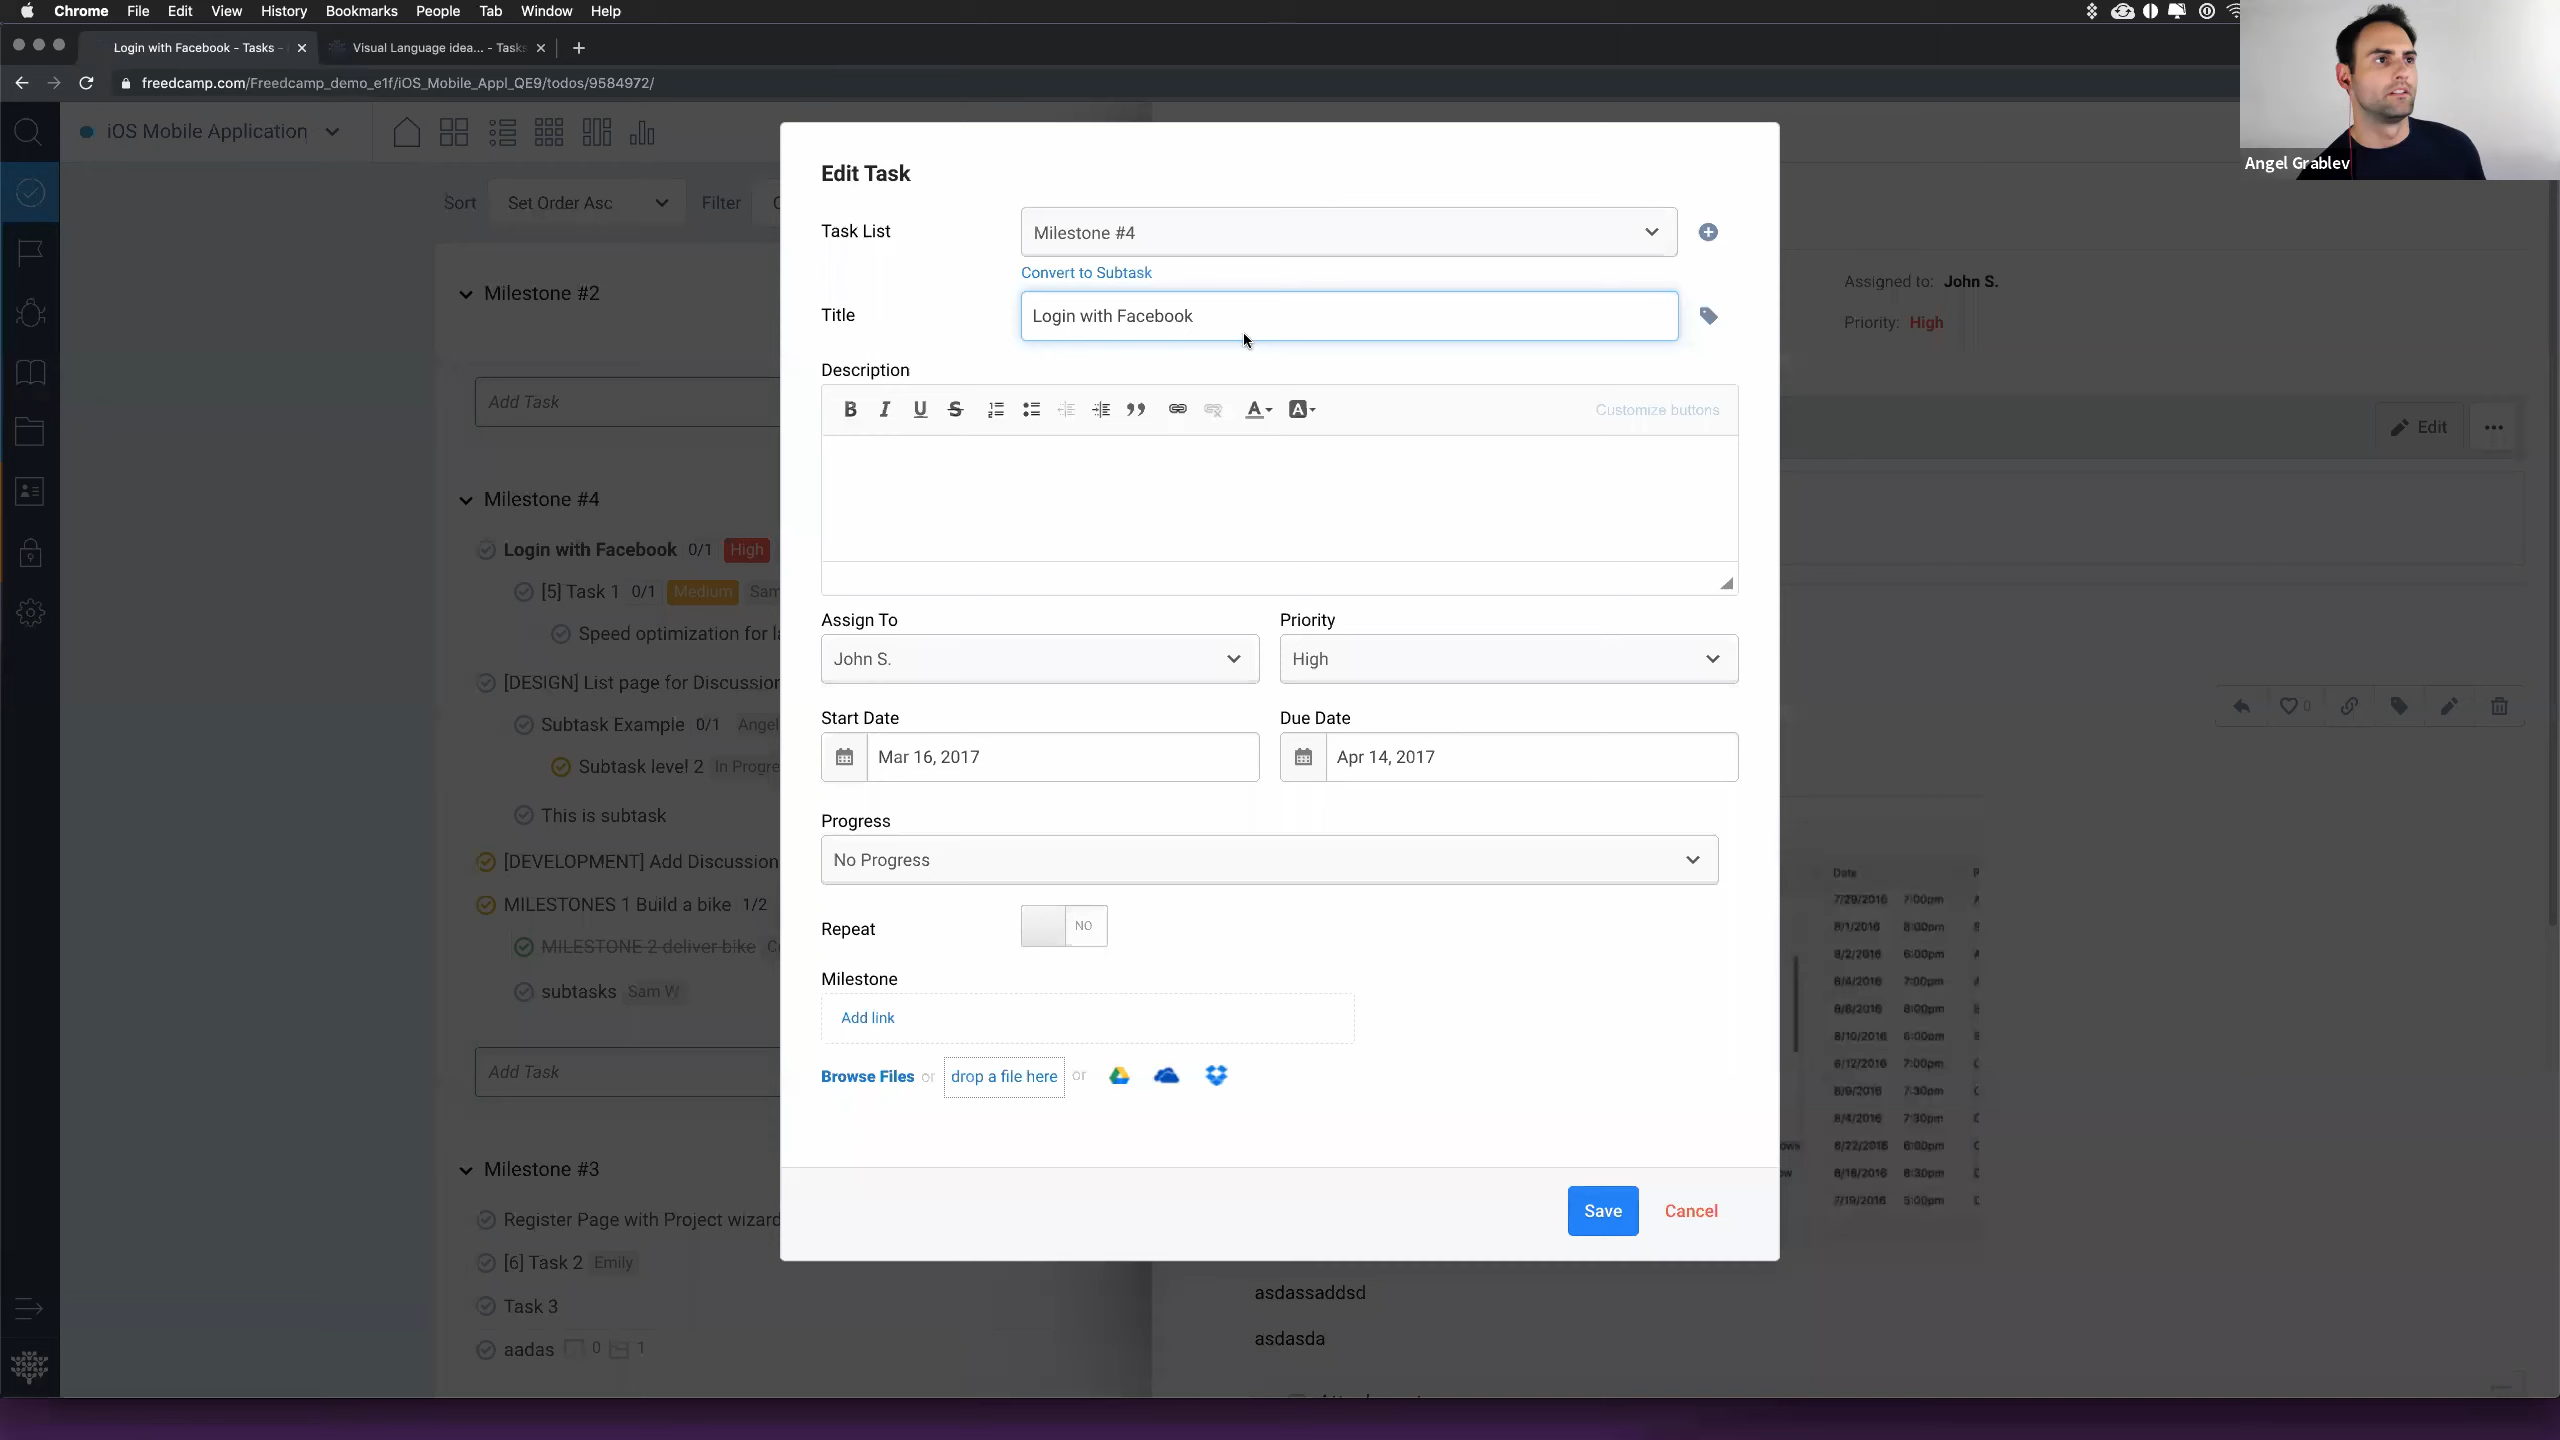 Chrome File Edit View History Bookmarks People Tab Window Help
Login with Facebook - Tasks -
Visual Language idea... - Tasks
freedcamp.com/Freedcamp_demo_e1f/iOS_Mobile_Appl_QE9/todos/9584972/
Angel Grablev
iOS Mobile Application
Sort Set Order Asc Filter
Milestone #2
Add Task
Milestone #4
Login with Facebook 0/1 High
[5] Task 1 0/1 Medium Sam
Speed optimization for
[DESIGN] List page for Discussion
Subtask Example 0/1 Angel
Subtask level 2 In Progre
This is subtask
[DEVELOPMENT] Add Discussion
MILESTONES 1 Build a bike 1/2
MILESTONE 2 deliver bike
subtasks Sam W
Add Task
Milestone #3
Register Page with Project wizard
[6] Task 2 Emily
Task 3
aadas 0 1
Edit Task
Task List Milestone #4
Convert to Subtask
Title Login with Facebook
Description
B I U S A A Customize buttons
Assign To Priority
John S. High
Start Date Due Date
Mar 16, 2017 Apr 14, 2017
Progress
No Progress
Repeat NO
Milestone
Add link
Browse Files or drop a file here or
Save Cancel
Assigned to: John S.
Priority: High
Edit
0
Date
7/29/2016 7:00pm
8/1/2016 8:00pm
8/2/2016 6:00pm
8/4/2016 7:00pm
8/8/2016 6:00pm
8/10/2016 6:00pm
6/12/2016 7:00pm
8/9/2016 7:30pm
8/4/2016 7:30pm
8/22/2016 6:00pm
8/16/2016 8:30pm
7/19/2016 5:00pm
asdassaddsd
asdasda